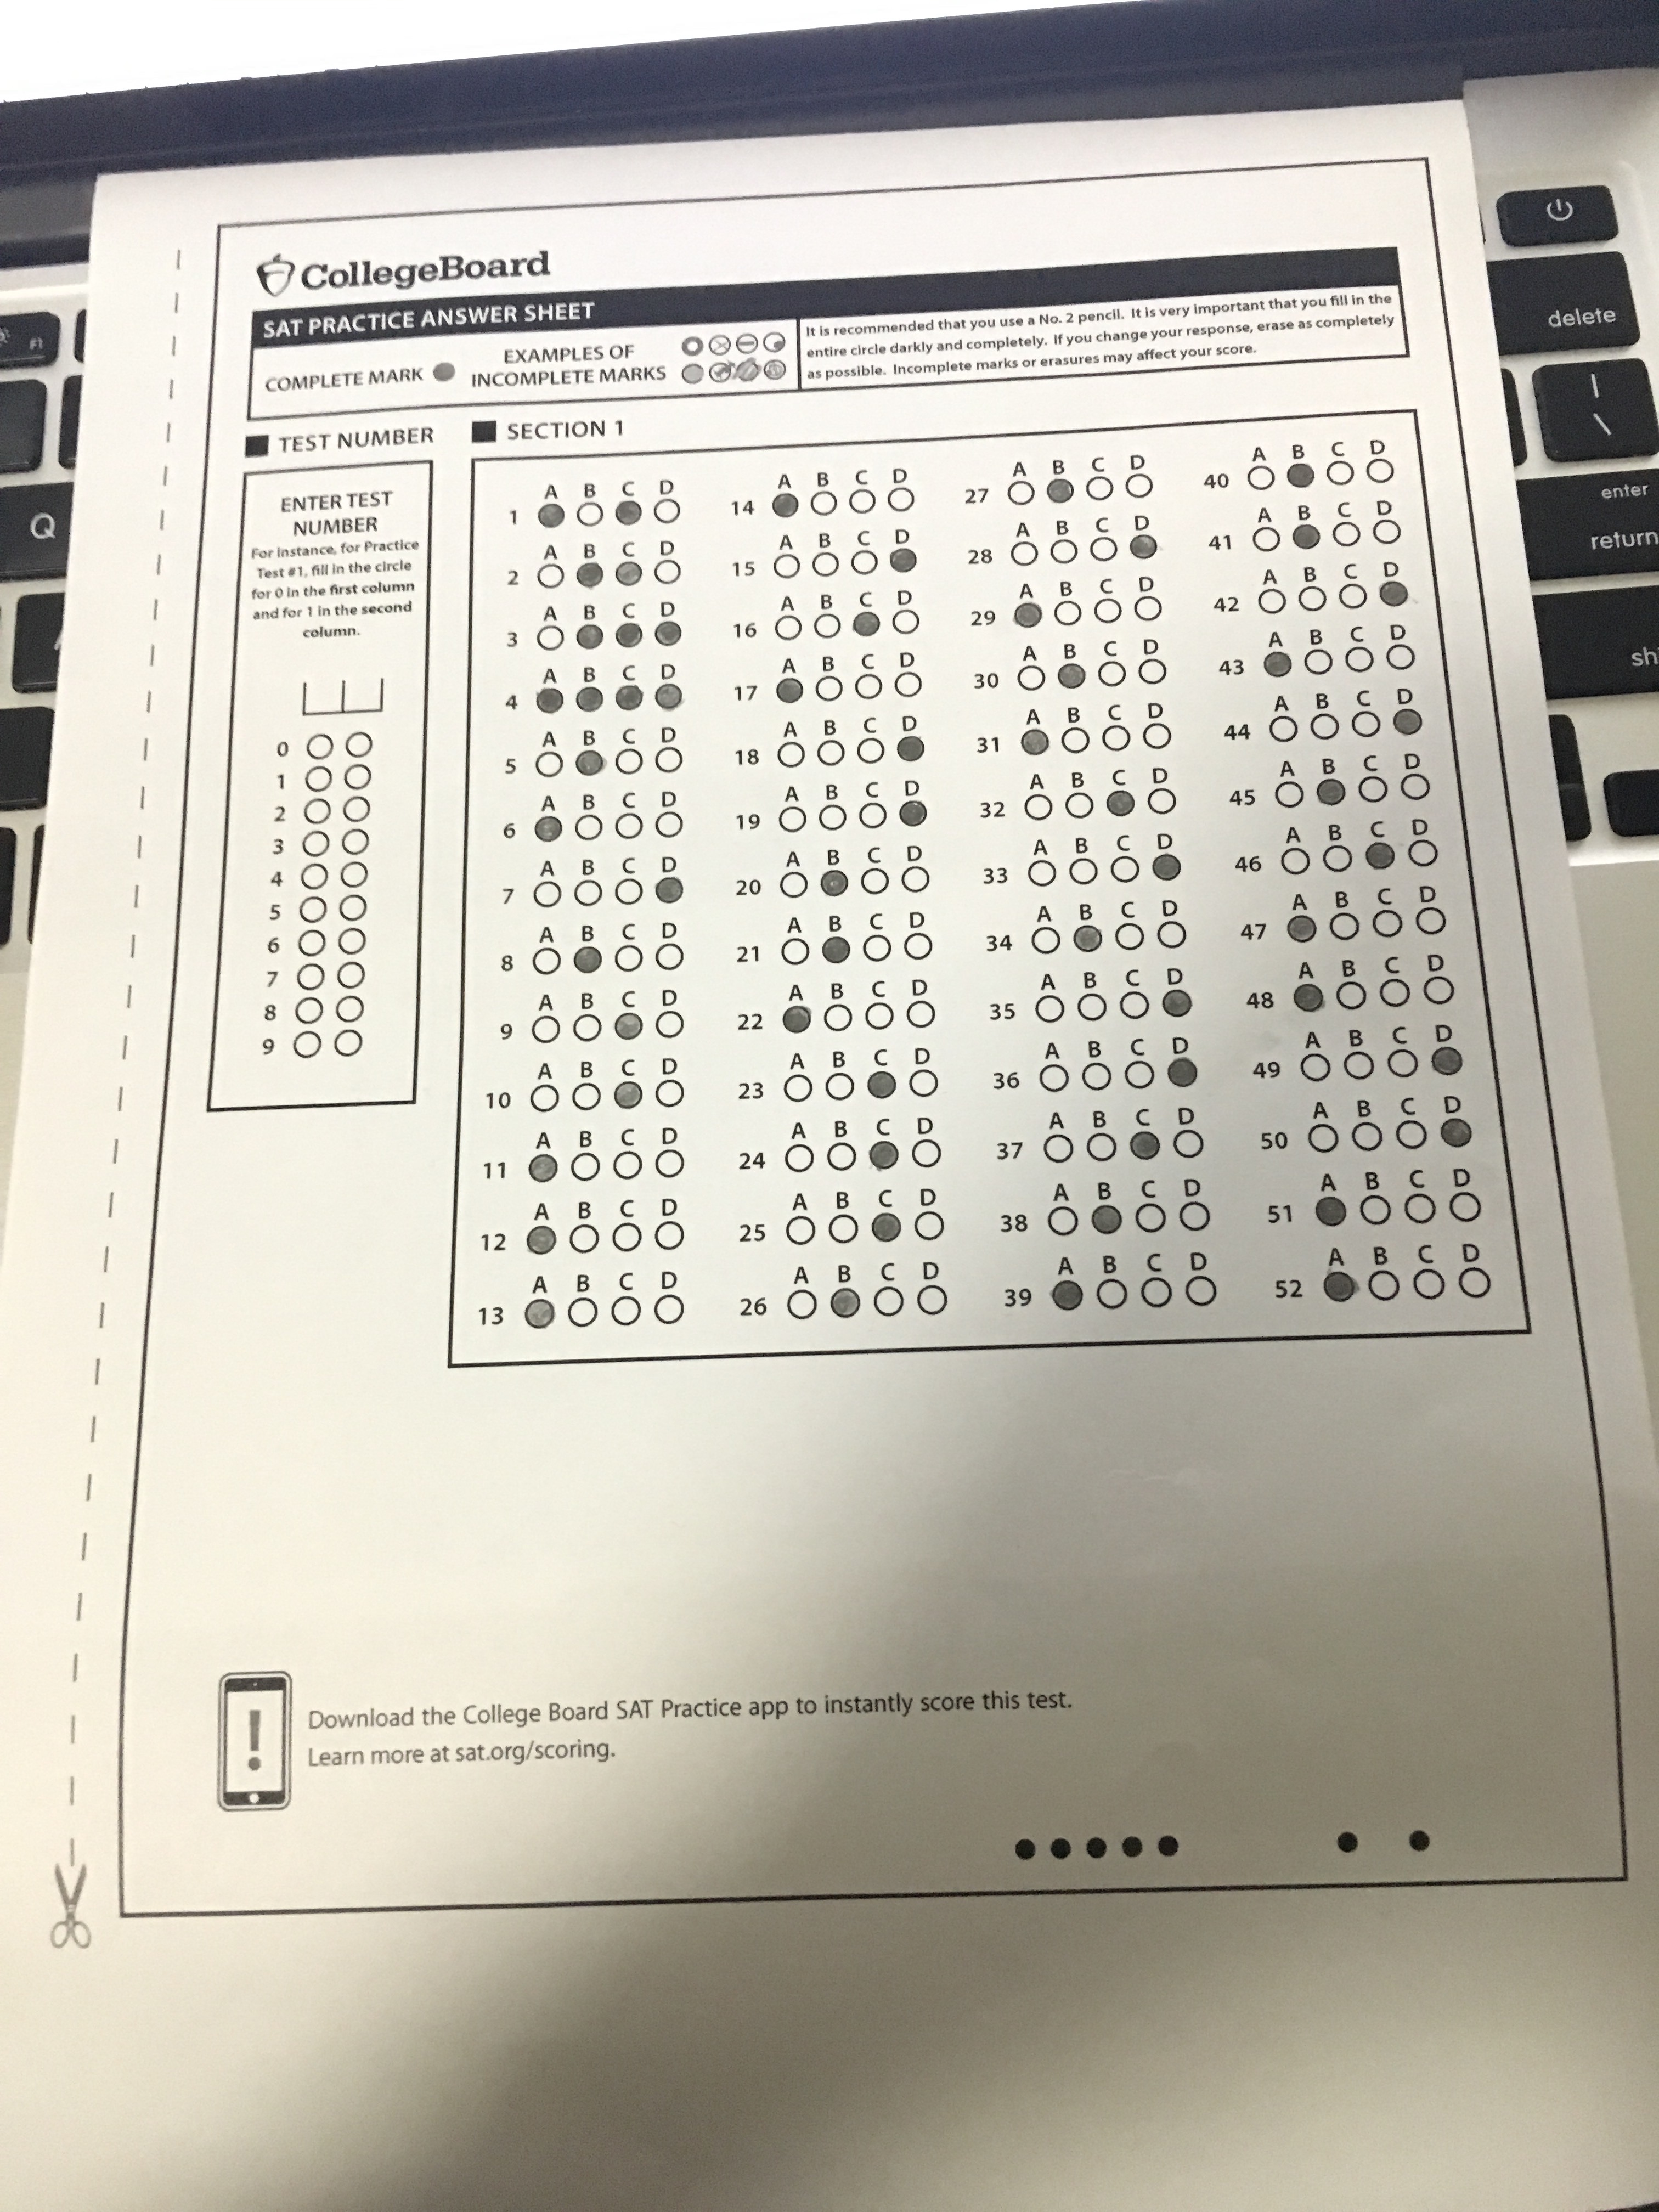 CollegeBoard
SAT PRACTICE ANSWER SHEET
COMPLETE MARK
EXAMPLES OF
INCOMPLETE MARKS
It is recommended that you use a No. 2 pencil. It is very important that you fill in the
entire circle darkly and completely. If you change your response, erase as completely
as possible. Incomplete marks or erasures may affect your score.
TEST NUMBER
ENTER TEST
NUMBER
For instance, for Practice
Test #1, fill in the circle
for 0 in the first column
and for 1 in the second
column.
0
1
2
3
4
5
6
7
8
9
SECTION 1
A B C D
1
A B C D
2
A B C D
3
A B C D
4
A B C D
5
A B C D
6
A B C D
7
A B C D
8
A B C D
9
A B C D
10
A B C D
11
A B C D
12
A B C D
13
A B C D
14
A B C D
15
A B C D
16
A B C D
17
A B C D
18
A B C D
19
A B C D
20
A B C D
21
A B C D
22
A B C D
23
A B C D
24
A B C D
25
A B C D
26
A B C D
27
A B C D
28
A B C D
29
A B C D
30
A B C D
31
A B C D
32
A B C D
33
A B C D
34
A B C D
35
A B C D
36
A B C D
37
A B C D
38
A B C D
39
A B C D
40
A B C D
41
A B C D
42
A B C D
43
A B C D
44
A B C D
45
A B C D
46
A B C D
47
A B C D
48
A B C D
49
A B C D
50
A B C D
51
A B C D
52
Download the College Board SAT Practice app to instantly score this test.
Learn more at sat.org/scoring.
F1
Q
delete
|
\
enter
return